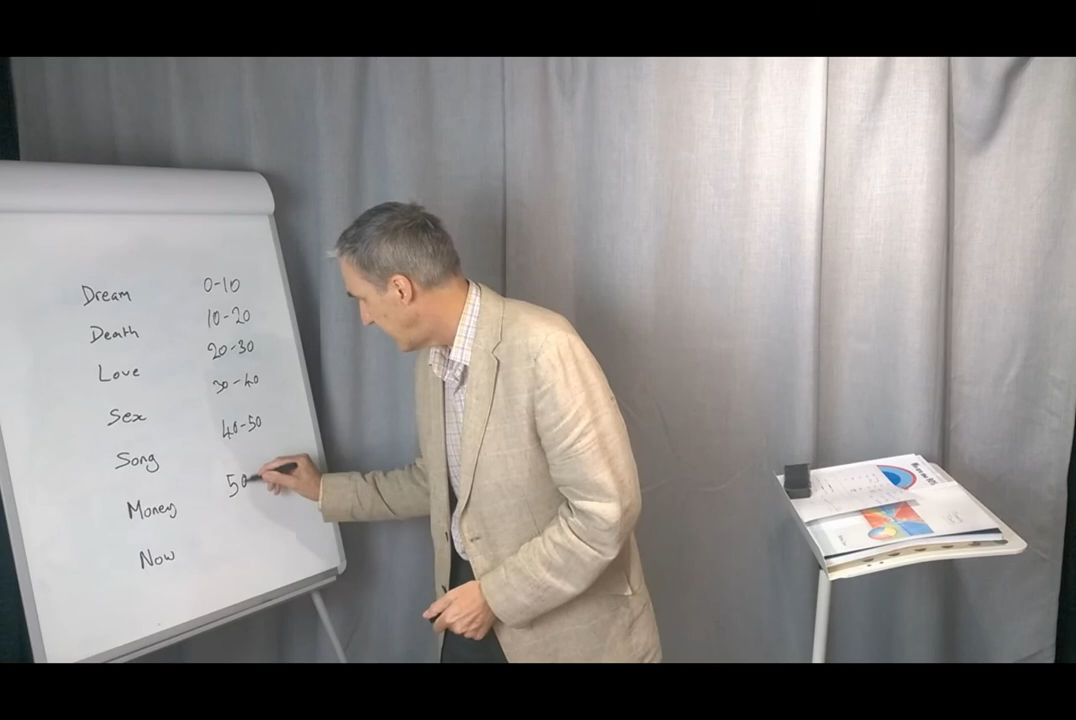 Dream 0-10
Death 10-20
Love 20-30
Sex 30-40
Song 40-50
Money 50
Now